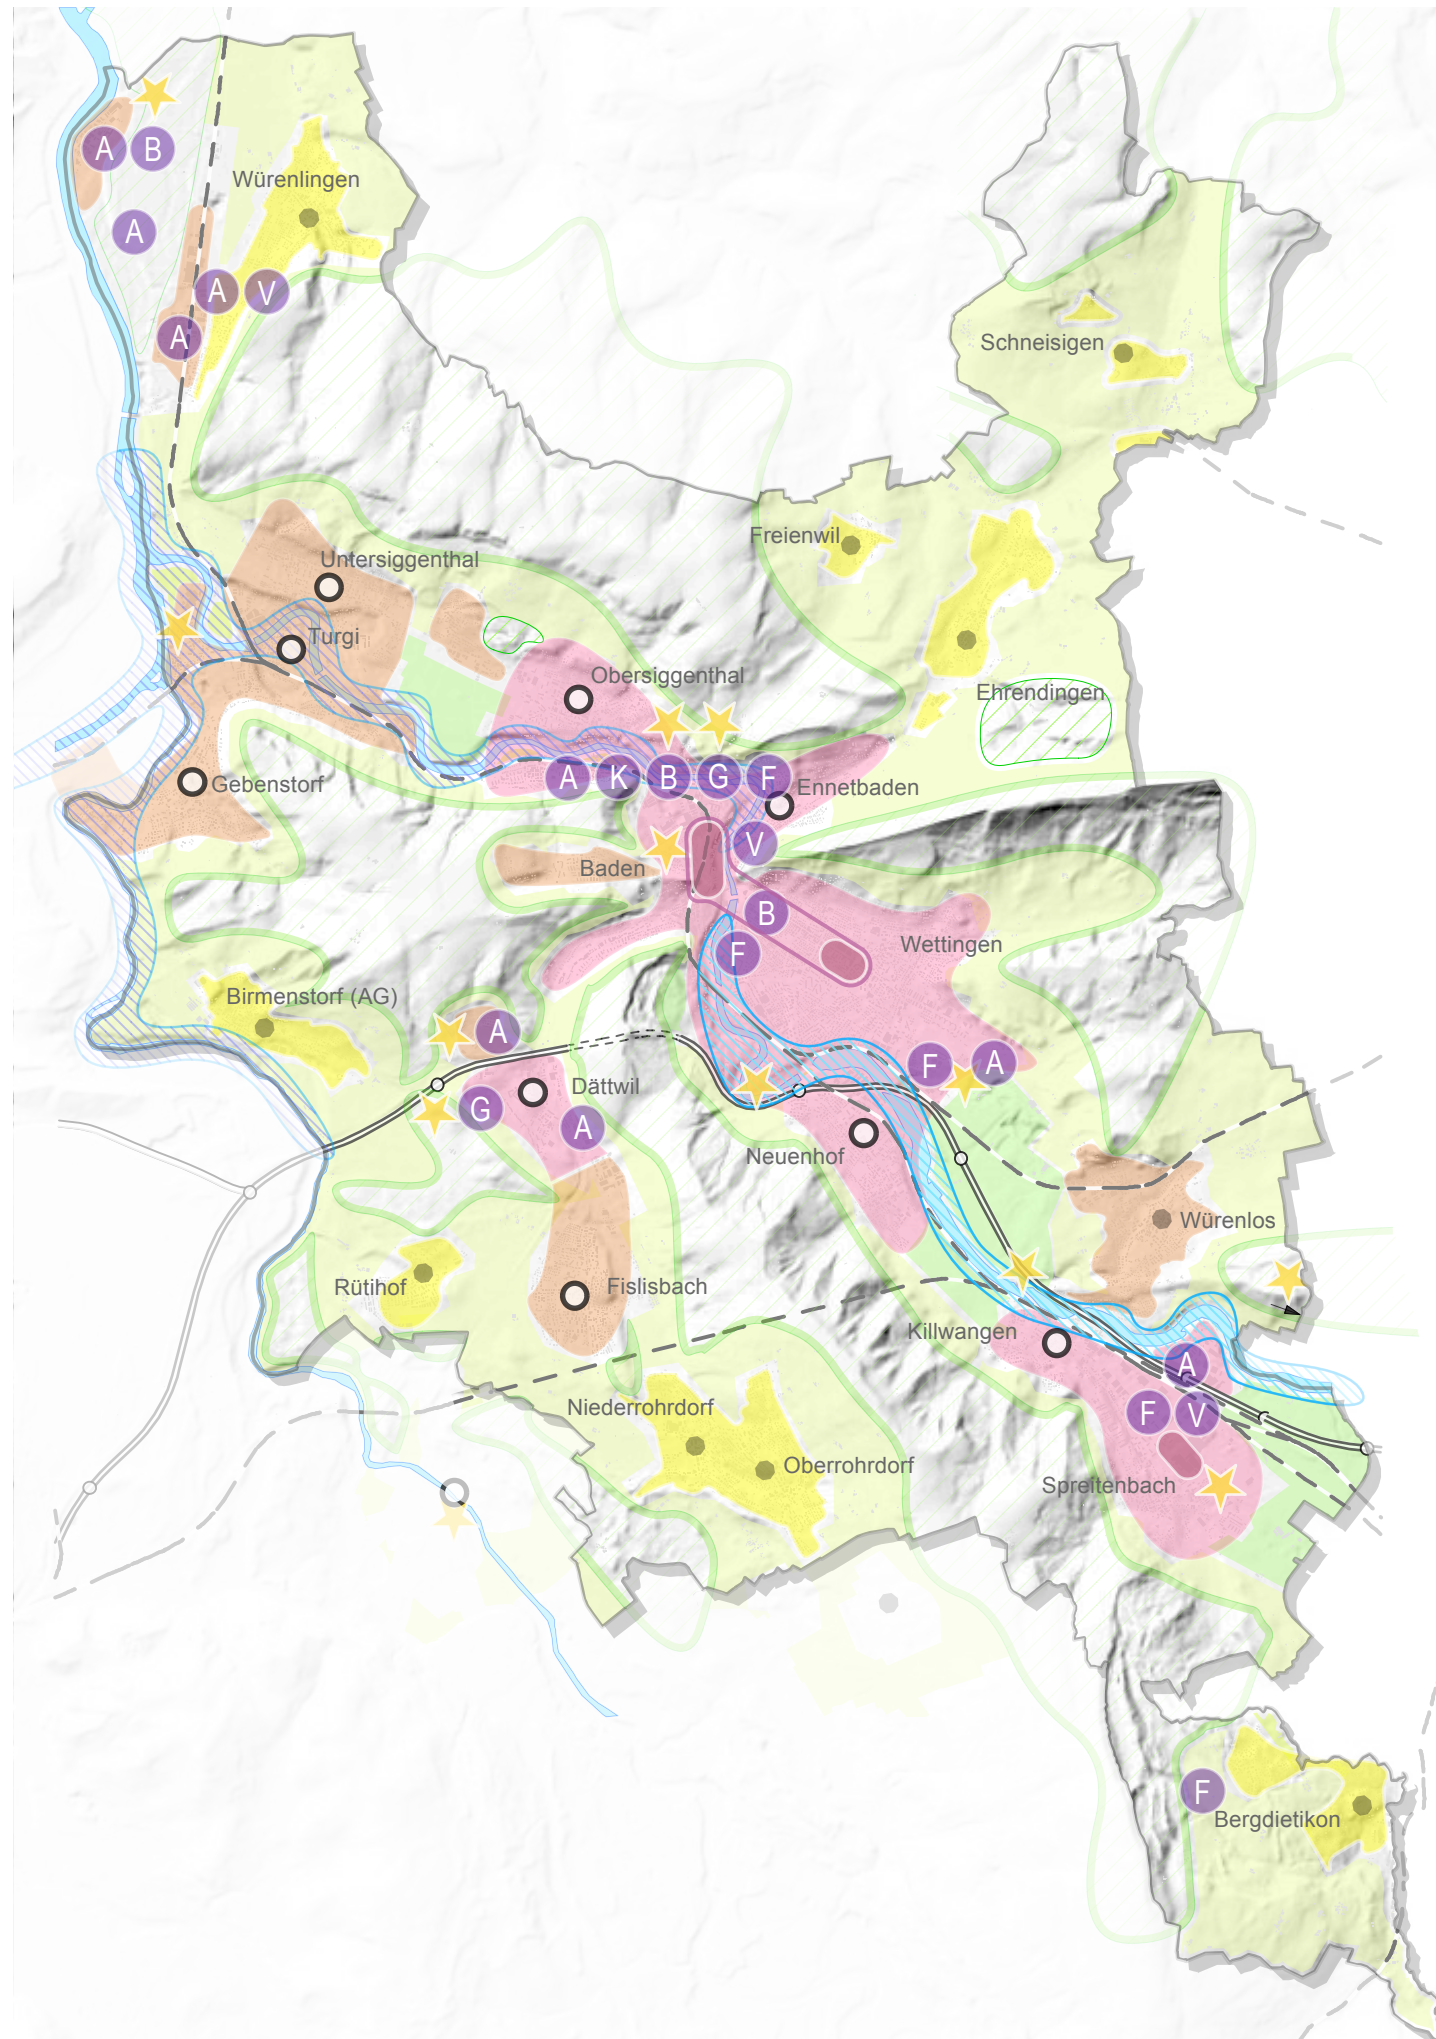 A B
Würenlingen
A
A V
A
Schneisigen
Freienwil
Untersiggenthal
Turgi
Obersiggenthal
Ehrendingen
Gebenstorf
A K B G F
Ennetbaden
V
Baden
B
Wettingen
F
Birmenstorf (AG)
A
F A
Dättwil
G
A
Neuenhof
Würenlos
Rütihof
Fislisbach
Killwangen
A
Niederrohrdorf
F V
Oberrohrdorf
Spreitenbach
F
Bergdietikon